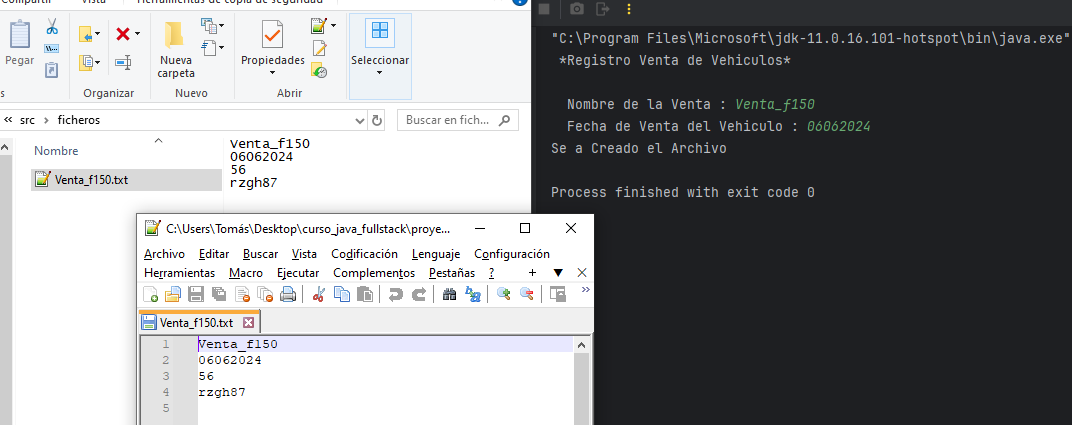 Compartir
Herramientas de copia de seguridad
Pegar
Nueva
carpeta
Propiedades
Seleccionar
s
Organizar
Nuevo
Abrir
« src > ficheros
Buscar en fich...
Nombre
Venta_f150.txt
Venta_f150
06062024
56
rzgh87
C:\Users\Tomás\Desktop\curso_java_fullstack\proye...
Archivo Editar Buscar Vista Codificación Lenguaje Configuración
Herramientas Macro Ejecutar Complementos Pestañas ? + ▼ X
»
Venta_f150.txt
1 Venta_f150
2 06062024
3 56
4 rzgh87
5
"C:\Program Files\Microsoft\jdk-11.0.16.101-hotspot\bin\java.exe"
*Registro Venta de Vehiculos*
Nombre de la Venta : Venta_f150
Fecha de Venta del Vehiculo : 06062024
Se a Creado el Archivo
Process finished with exit code 0